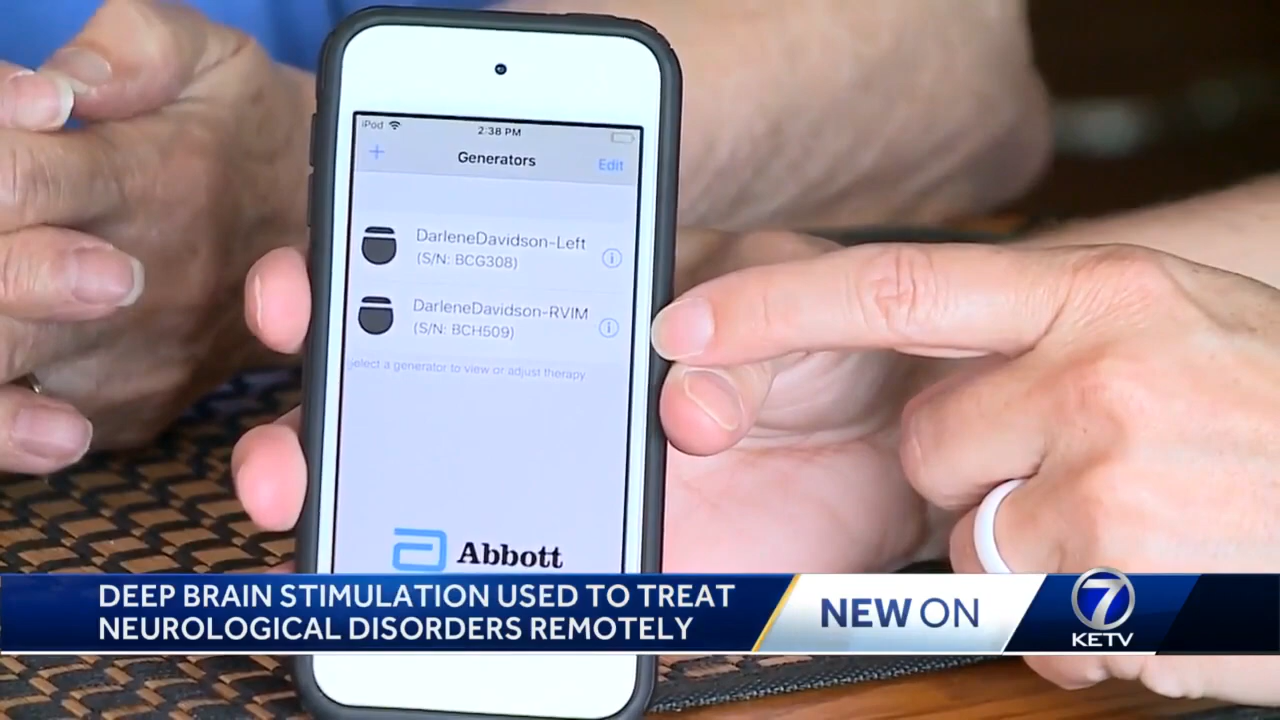 iPod 2:38 PM
+ Generators Edit
DarleneDavidson-Left
(S/N: BCG308)
DarleneDavidson-RVIM
(S/N: BCH509)
Select a generator to view or adjust therapy
Abbott
DEEP BRAIN STIMULATION USED TO TREAT
NEUROLOGICAL DISORDERS REMOTELY
NEW ON
7
KETV